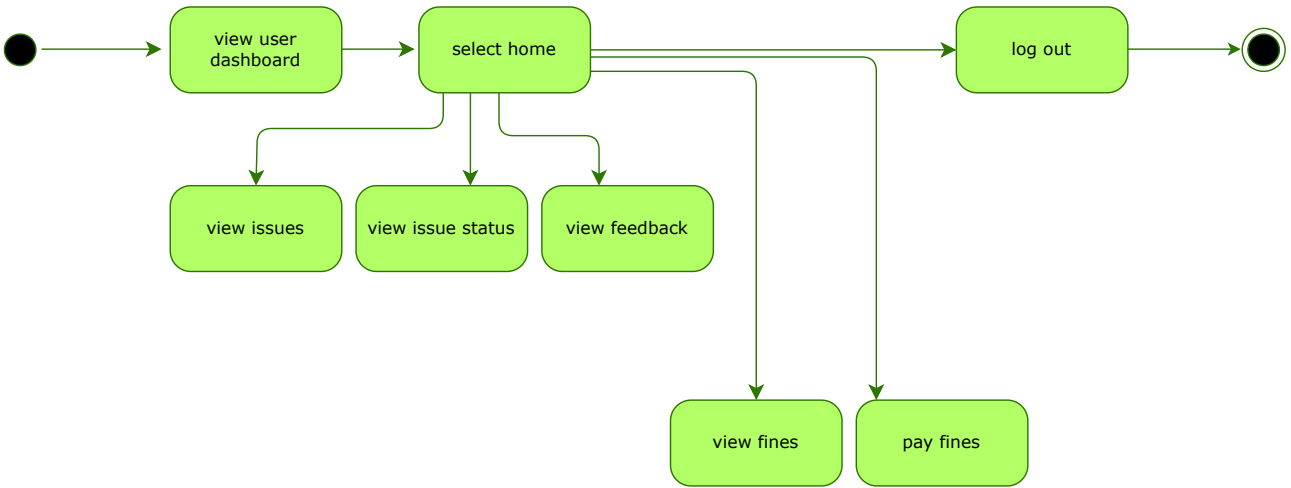 view user
dashboard
select home
log out
view issues
view issue status
view feedback
view fines
pay fines